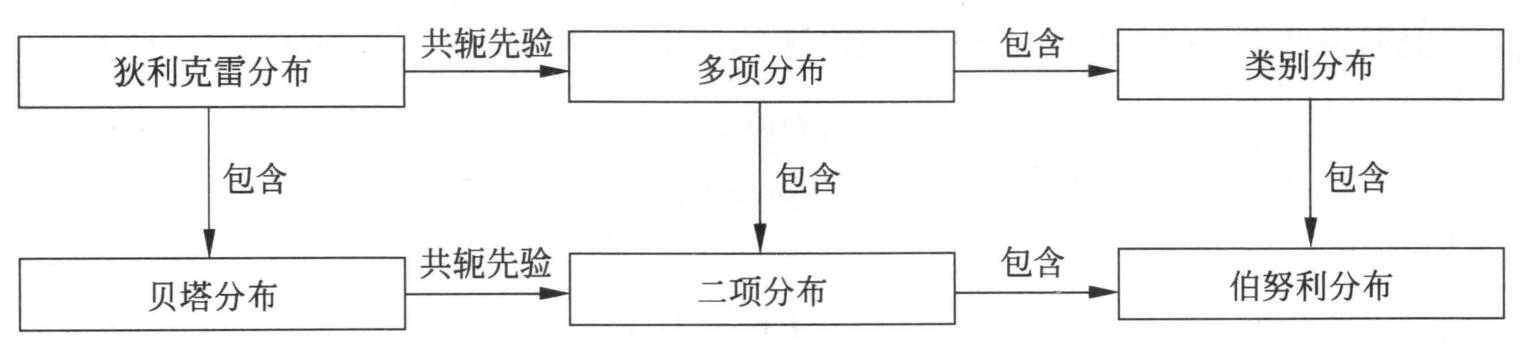 狄利克雷分布
共轭先验
多项分布
包含
类别分布
包含
包含
包含
贝塔分布
共轭先验
二项分布
包含
伯努利分布